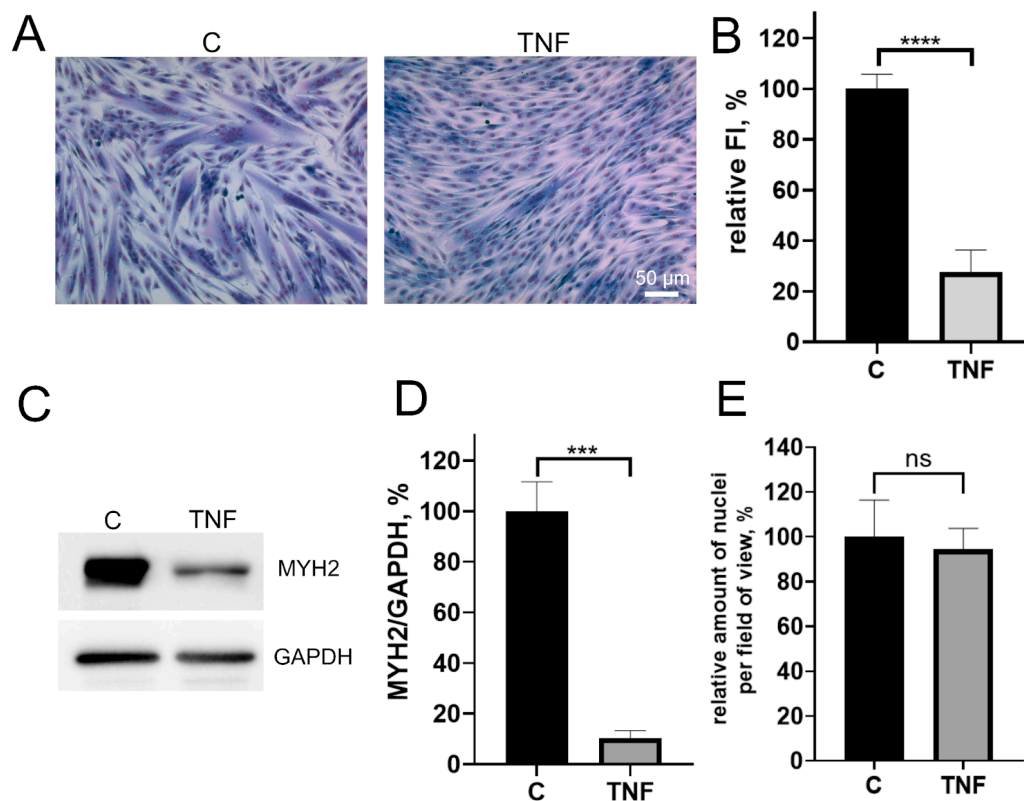 A
C
TNF
50 µm
B
relative FI, %
120
100
80
60
40
20
0
****
C
TNF
C
C
TNF
MYH2
GAPDH
D
MYH2/GAPDH, %
120
100
80
60
40
20
0
***
C
TNF
E
relative amount of nuclei
per field of view, %
140
120
100
80
60
40
20
0
ns
C
TNF